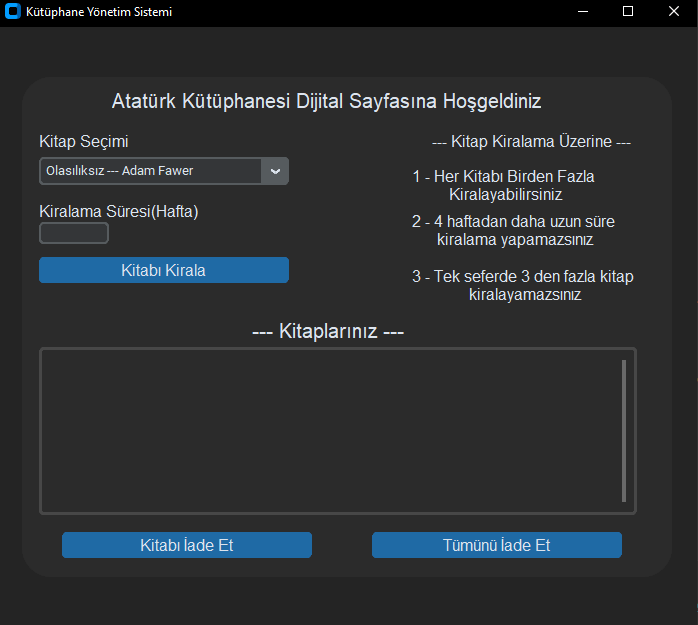 Kütüphane Yönetim Sistemi
Atatürk Kütüphanesi Dijital Sayfasına Hoşgeldiniz
Kitap Seçimi
Olasılıksız --- Adam Fawer
Kiralama Süresi(Hafta)
Kitabı Kirala
--- Kitap Kiralama Üzerine ---
1 - Her Kitabı Birden Fazla
Kiralayabilirsiniz
2 - 4 haftadan daha uzun süre
kiralama yapamazsınız
3 - Tek seferde 3 den fazla kitap
kiralayamazsınız
--- Kitaplarınız ---
Kitabı İade Et
Tümünü İade Et